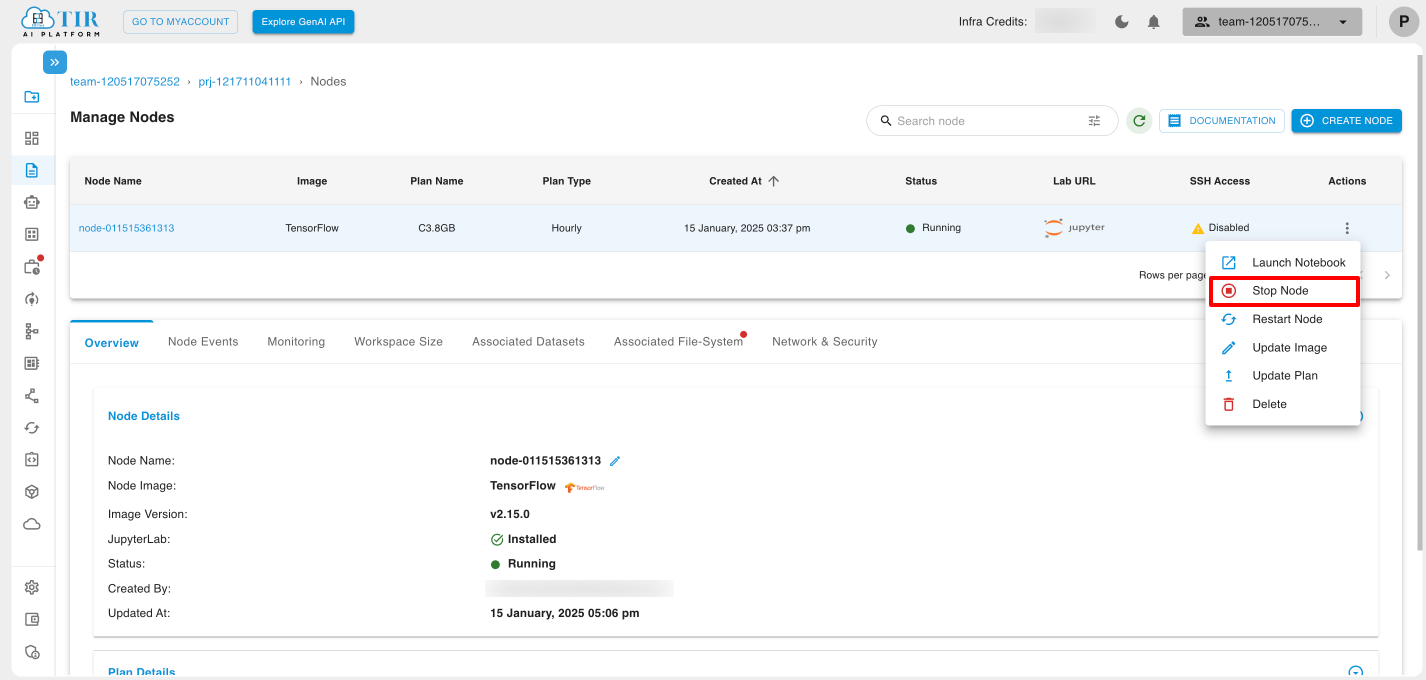 TIR
AI PLATFORM
GO TO MYACCOUNT
Explore GenAI API
Infra Credits:
team-120517075...
P
team-120517075252 › prj-121711041111 › Nodes
Manage Nodes
Search node
DOCUMENTATION
CREATE NODE
Node Name Image Plan Name Plan Type Created At Status Lab URL SSH Access Actions
node-011515361313 TensorFlow C3.8GB Hourly 15 January, 2025 03:37 pm Running jupyter Disabled
Rows per page
Launch Notebook
Stop Node
Restart Node
Update Image
Update Plan
Delete
Overview Node Events Monitoring Workspace Size Associated Datasets Associated File-System Network & Security
Node Details
Node Name: node-011515361313
Node Image: TensorFlow TensorFlow
Image Version: v2.15.0
JupyterLab: Installed
Status: Running
Created By:
Updated At: 15 January, 2025 05:06 pm
Plan Details